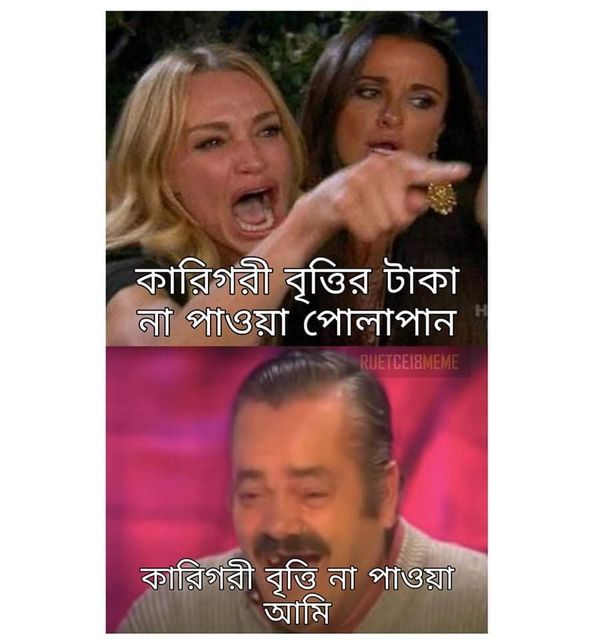 কারিগরী বৃত্তির টাকা
না পাওয়া পোলাপান
RUETCE18MEME
কারিগরী বৃত্তি না পাওয়া
আমি